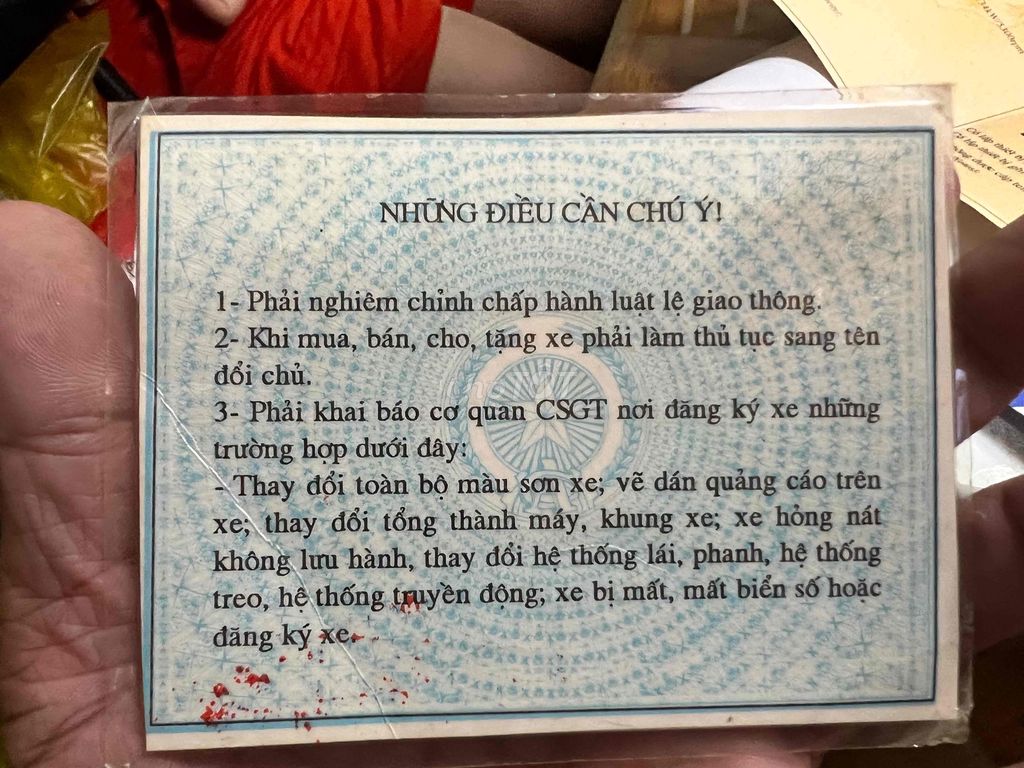 NHỮNG ĐIỀU CẦN CHÚ Ý!
1- Phải nghiêm chỉnh chấp hành luật lệ giao thông.
2- Khi mua, bán, cho, tặng xe phải làm thủ tục sang tên
đổi chủ.
3- Phải khai báo cơ quan CSGT nơi đăng ký xe những
trường hợp dưới đây:
- Thay đổi toàn bộ màu sơn xe; vẽ dán quảng cáo trên
xe; thay đổi tổng thành máy, khung xe; xe hỏng nát
không lưu hành, thay đổi hệ thống lái, phanh, hệ thống
treo, hệ thống truyền động; xe bị mất, mất biển số hoặc
đăng ký xe.